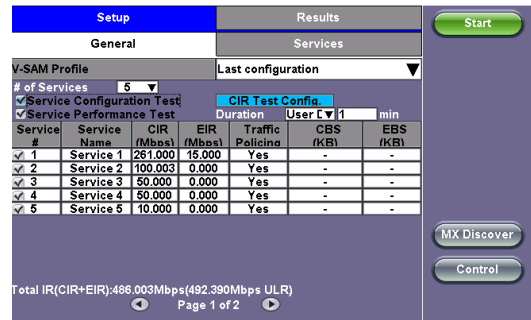 Setup Results
General Services
V-SAM Profile Last configuration
# of Services 5
Service Configuration Test CIR Test Config.
Service Performance Test Duration User D 1 min
Service # Service Name CIR (Mbps) EIR (Mbps) Traffic Policing CBS (KB) EBS (KB)
1 Service 1 261.000 15.000 Yes - -
2 Service 2 100.003 0.000 Yes - -
3 Service 3 50.000 0.000 Yes - -
4 Service 4 50.000 0.000 Yes - -
5 Service 5 10.000 0.000 Yes - -
Total IR(CIR+EIR):486.003Mbps(492.390Mbps ULR)
Page 1 of 2
Start
MX Discover
Control